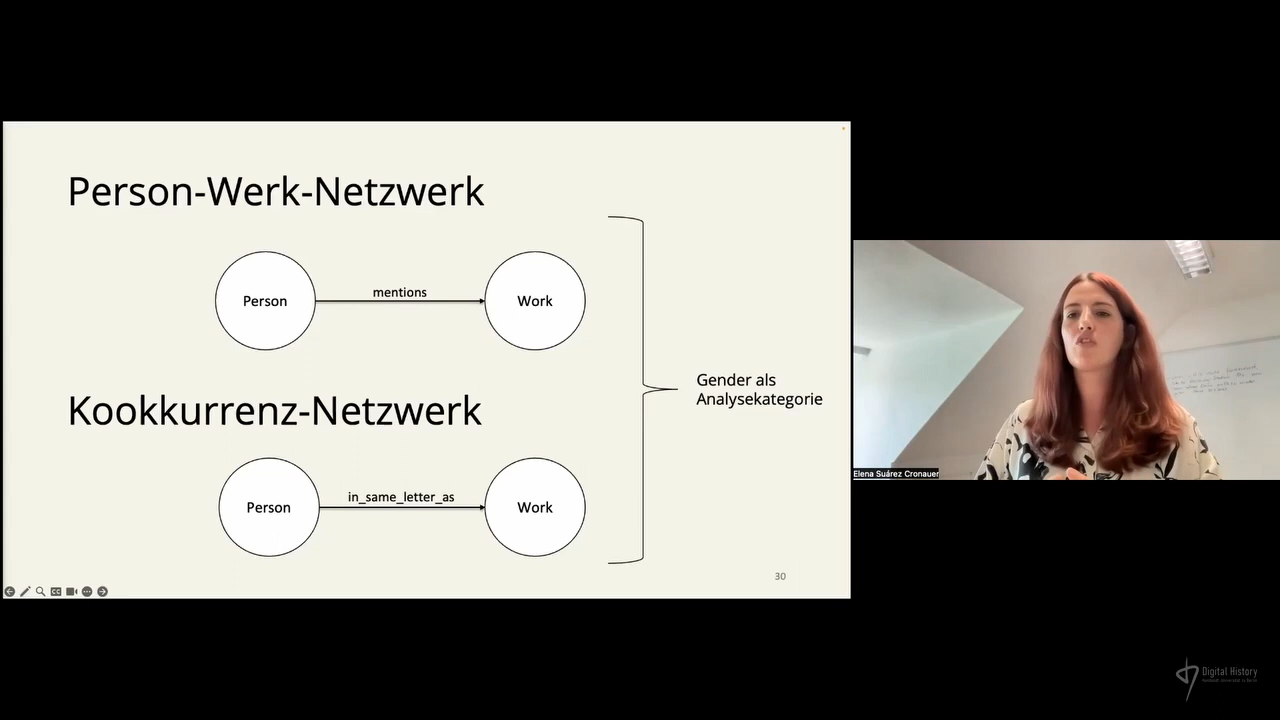 Person-Werk-Netzwerk
Person
mentions
Work
Kookkurrenz-Netzwerk
Person
in_same_letter_as
Work
Gender als
Analysekategorie
30
Elena Suárez Cronauer
Digital History